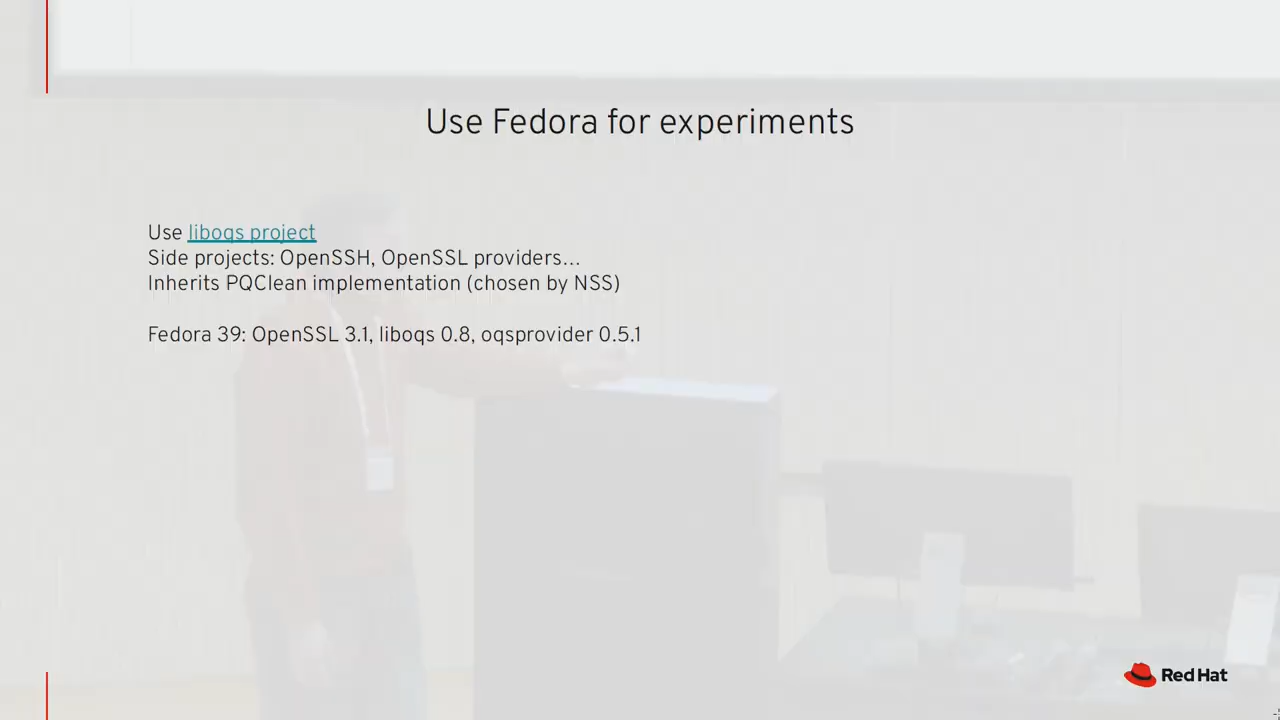 Use Fedora for experiments
Use liboqs project
Side projects: OpenSSH, OpenSSL providers...
Inherits PQClean implementation (chosen by NSS)
Fedora 39: OpenSSL 3.1, liboqs 0.8, oqsprovider 0.5.1
Red Hat